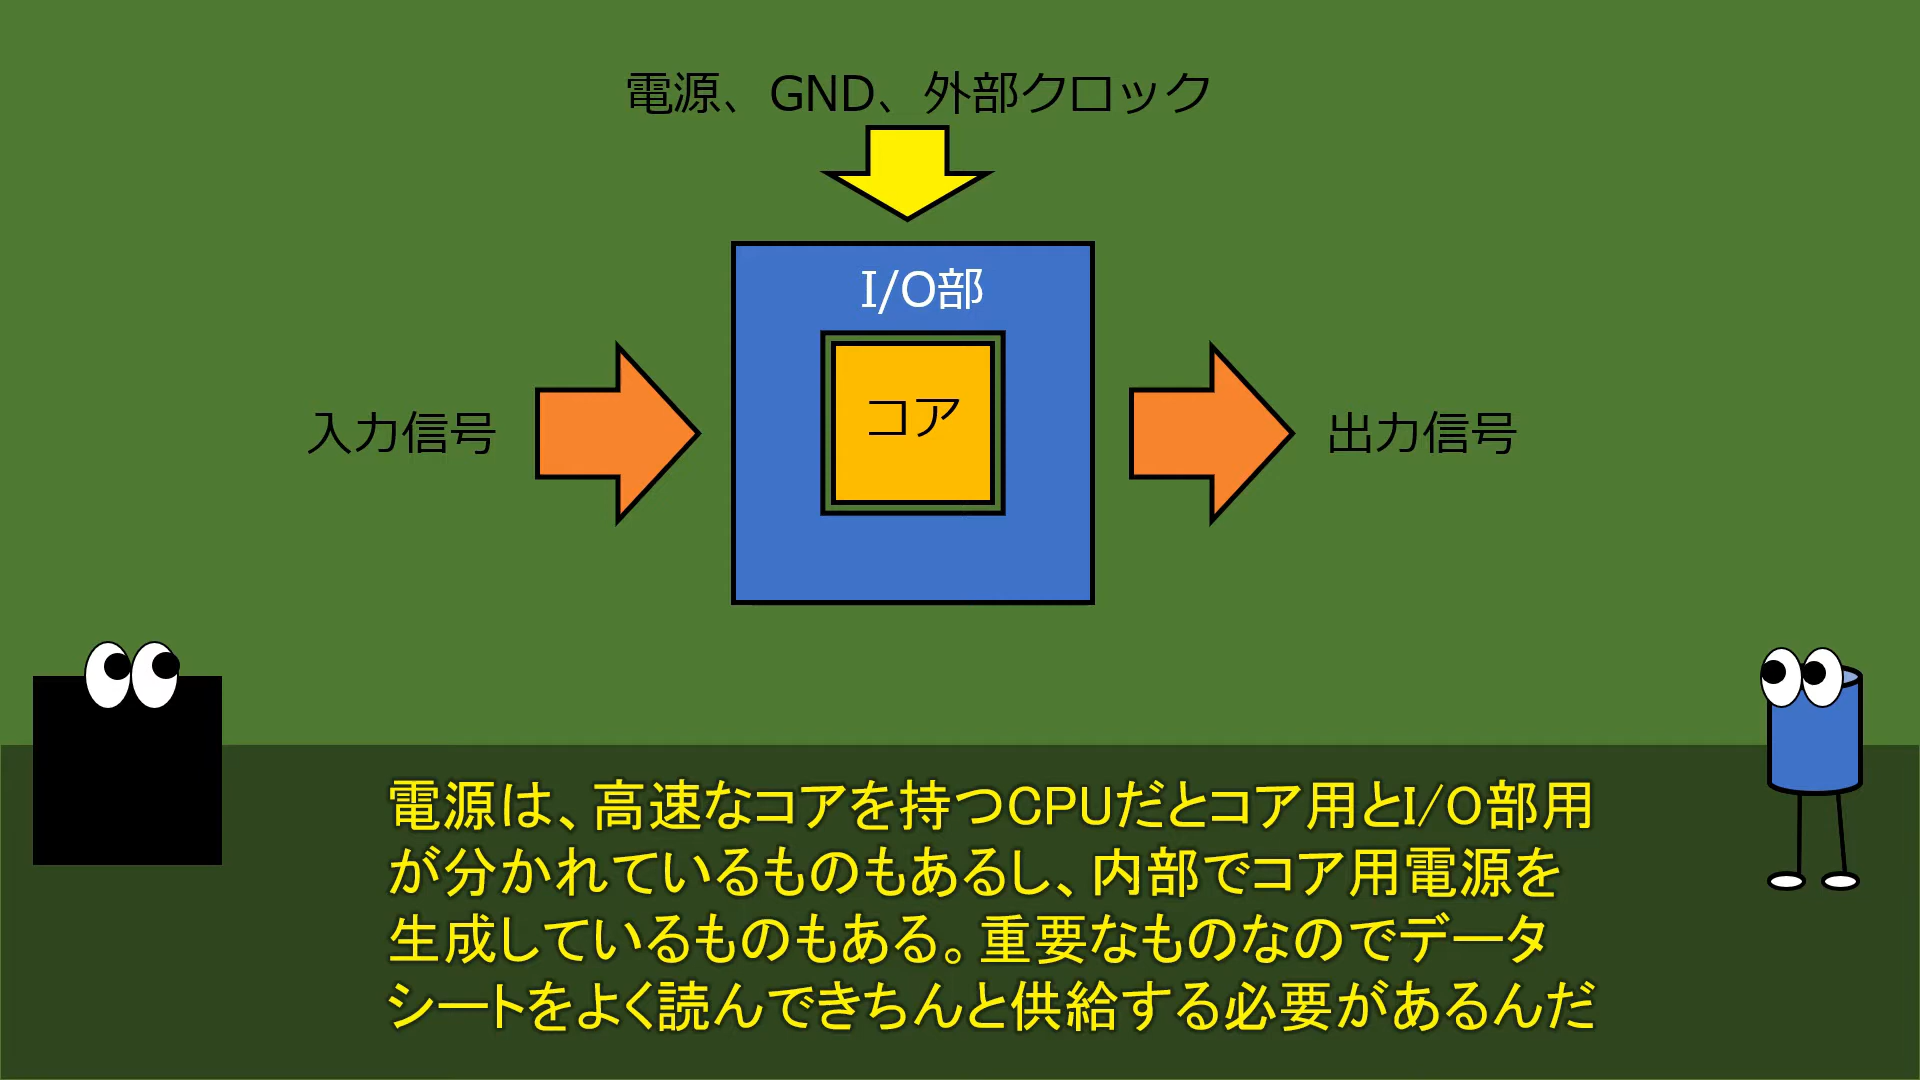 電源、GND、外部クロック
I/O部
コア
入力信号
出力信号
電源は、高速なコアを持つCPUだとコア用とI/O部用
が分かれているものもあるし、内部でコア用電源を
生成しているものもある。重要なものなのでデータ
シートをよく読んできちんと供給する必要があるんだ